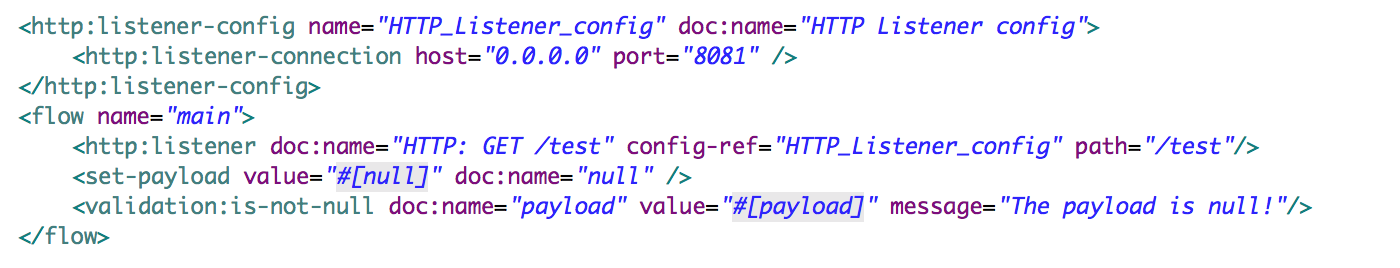 <http:listener-config name="HTTP_Listener_config" doc:name="HTTP Listener config">
<http:listener-connection host="0.0.0.0" port="8081" />
</http:listener-config>
<flow name="main">
<http:listener doc:name="HTTP: GET /test" config-ref="HTTP_Listener_config" path="/test"/>
<set-payload value="#[null]" doc:name="null" />
<validation:is-not-null doc:name="payload" value="#[payload]" message="The payload is null!"/>
</flow>